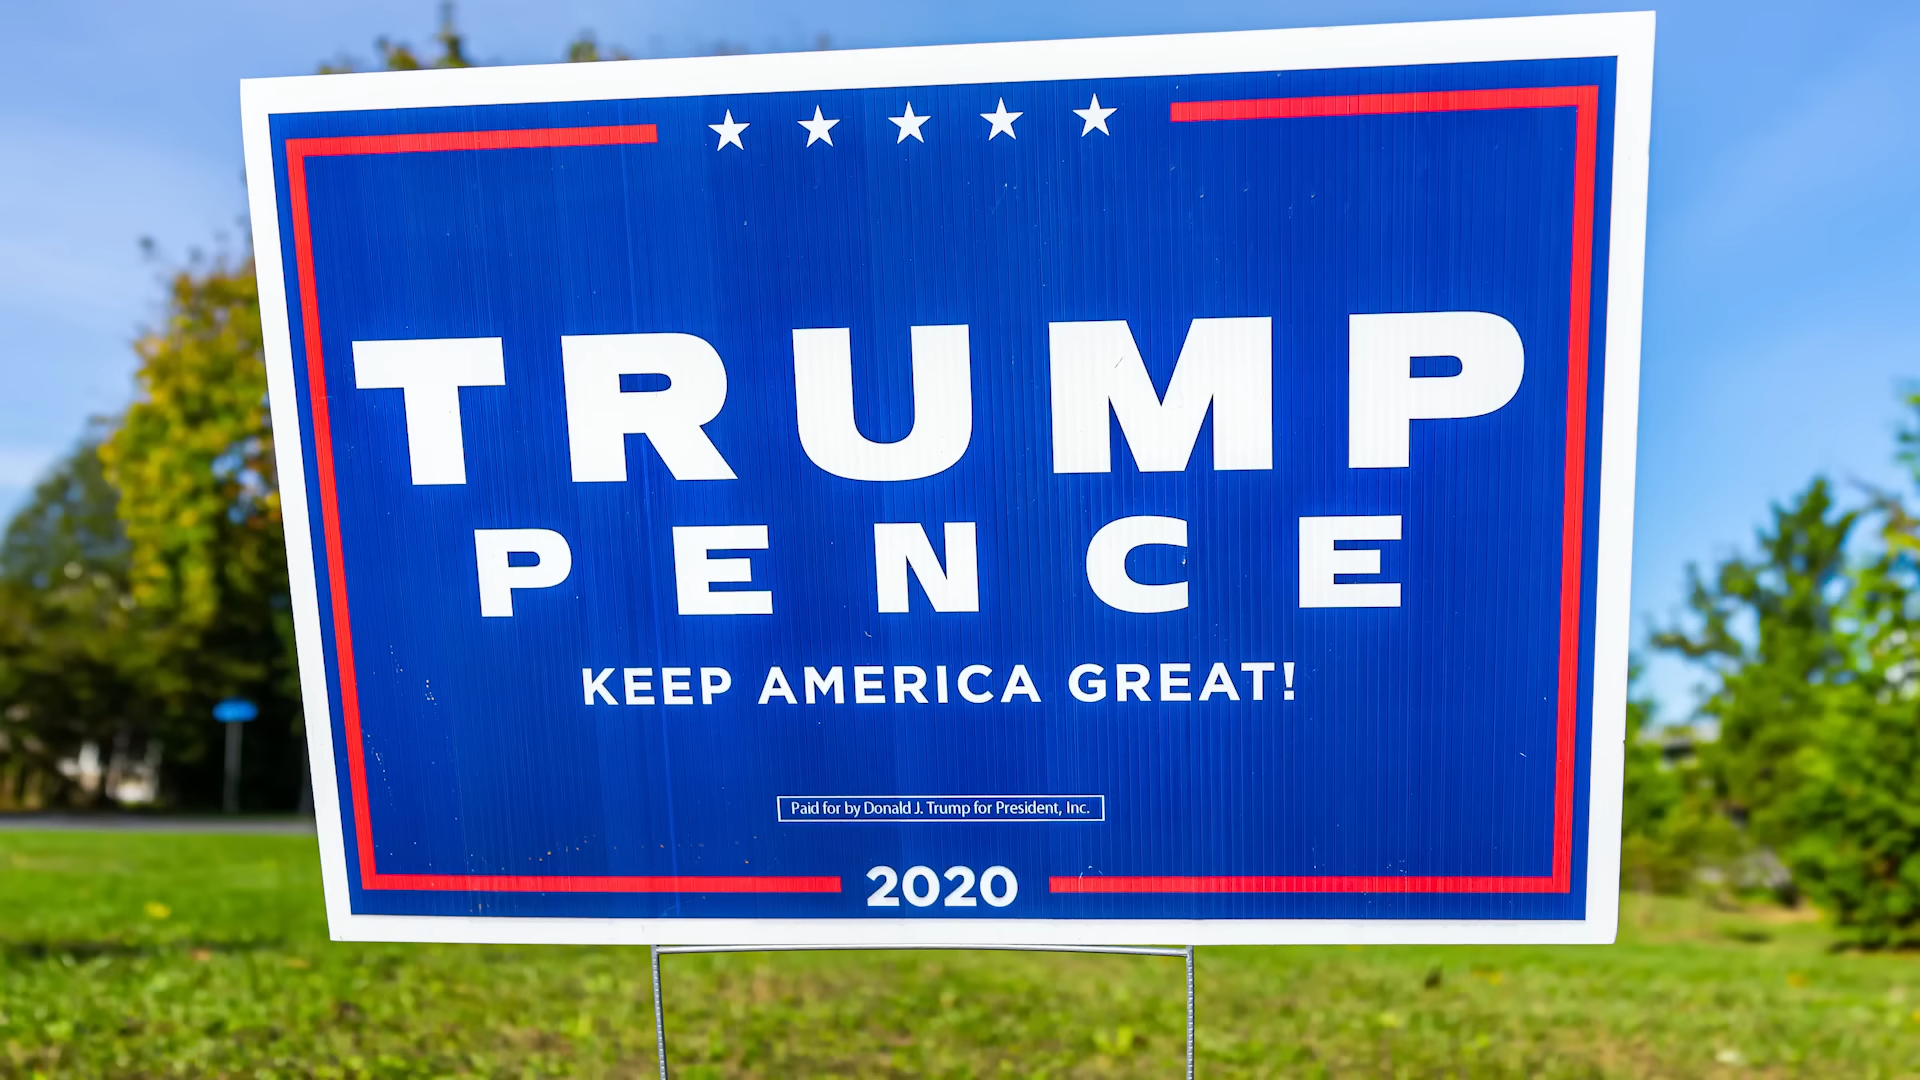 TRUMP
PENCE
KEEP AMERICA GREAT!
Paid for by Donald J. Trump for President, Inc.
2020